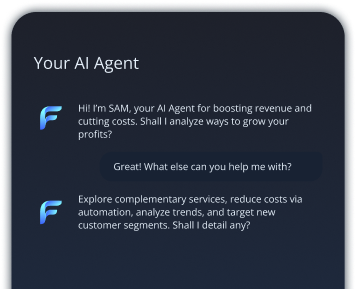 Your AI Agent
Hi! I'm SAM, your AI Agent for boosting revenue and
cutting costs. Shall I analyze ways to grow your
profits?
Great! What else can you help me with?
Explore complementary services, reduce costs via
automation, analyze trends, and target new
customer segments. Shall I detail any?